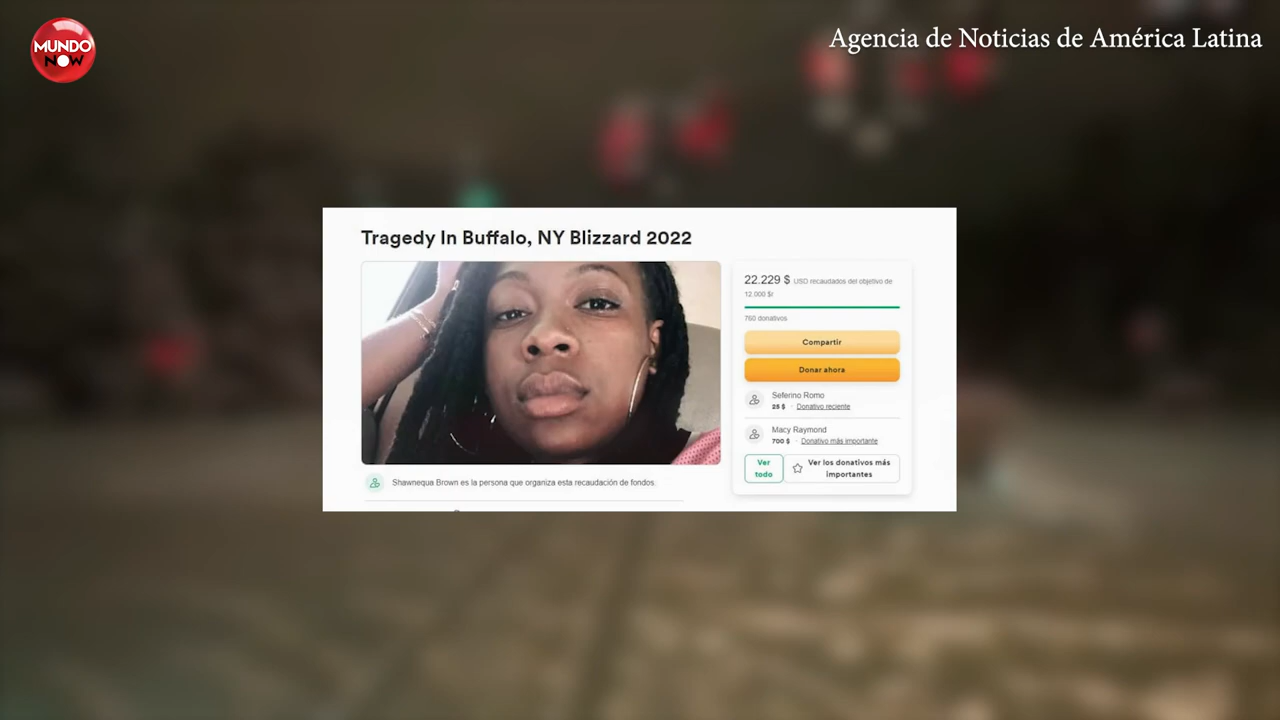 MUNDO
NOW
Agencia de Noticias de América Latina
Tragedy In Buffalo, NY Blizzard 2022
22.229 $ USD recaudados del objetivo de
12.000 $r
760 donativos
Compartir
Donar ahora
Seferino Romo
25 $ · Donativo reciente
Macy Raymond
700 $ · Donativo más importante
Ver
todo
Ver los donativos más
importantes
Shawnequa Brown es la persona que organiza esta recaudación de fondos.